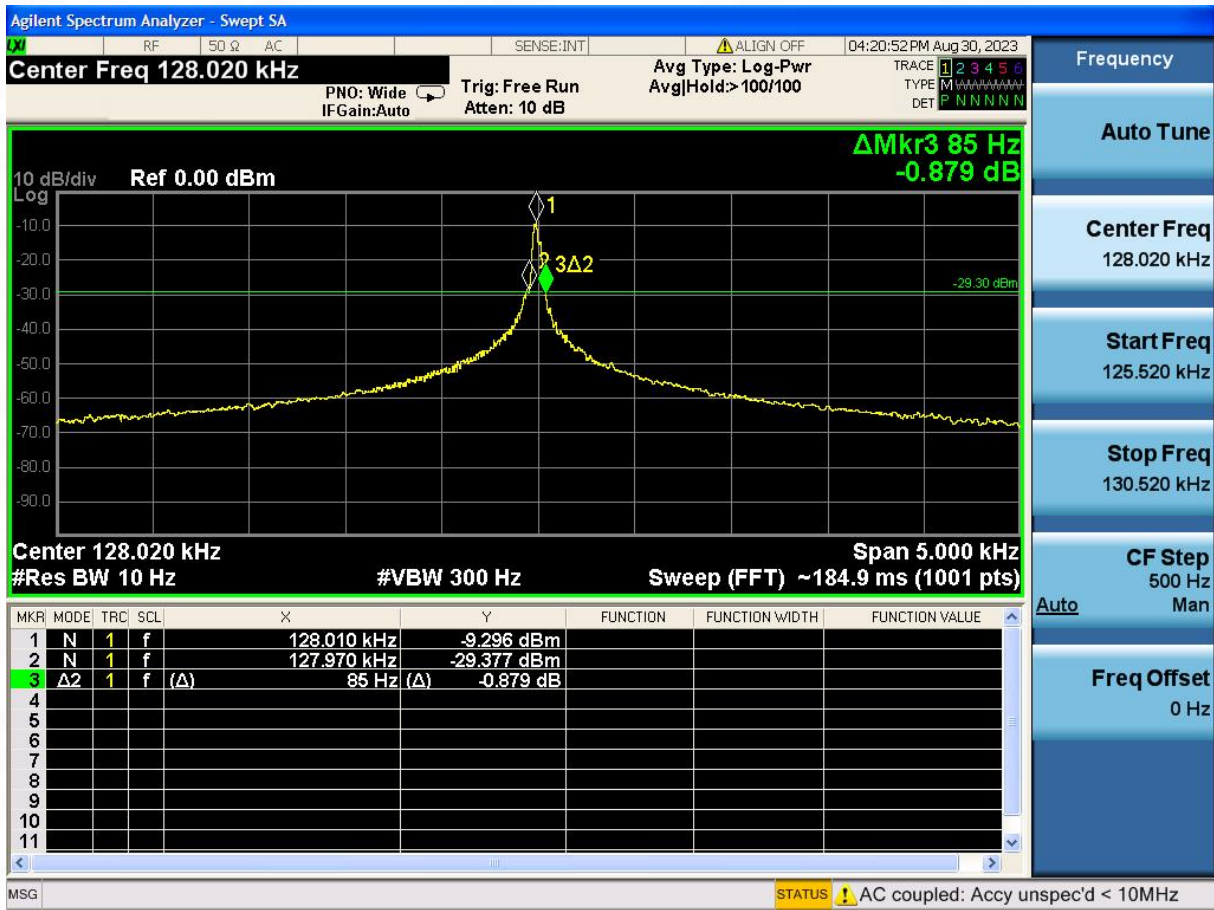 Agilent Spectrum Analyzer - Swept SA
LXI RF 50 Ω AC SENSE:INT ALIGN OFF 04:20:52 PM Aug 30, 2023
Center Freq 128.020 kHz
PNO: Wide
IFGain:Auto
Trig: Free Run
Atten: 10 dB
Avg Type: Log-Pwr
Avg|Hold:>100/100
TRACE 1 2 3 4 5 6
TYPE M WWWWW
DET P N N N N N
ΔMkr3 85 Hz
-0.879 dB
10 dB/div Ref 0.00 dBm
Log
1
2 3Δ2
-29.30 dBm
-10.0
-20.0
-30.0
-40.0
-50.0
-60.0
-70.0
-80.0
-90.0
Center 128.020 kHz Span 5.000 kHz
#Res BW 10 Hz #VBW 300 Hz Sweep (FFT) ~184.9 ms (1001 pts)
MKR MODE TRC SCL X Y FUNCTION FUNCTION WIDTH FUNCTION VALUE
1 N 1 f 128.010 kHz -9.296 dBm
2 N 1 f 127.970 kHz -29.377 dBm
3 Δ2 1 f (Δ) 85 Hz (Δ) -0.879 dB
4
5
6
7
8
9
10
11
MSG STATUS AC coupled: Accy unspec'd < 10MHz
Frequency
Auto Tune
Center Freq
128.020 kHz
Start Freq
125.520 kHz
Stop Freq
130.520 kHz
CF Step
500 Hz
Auto Man
Freq Offset
0 Hz